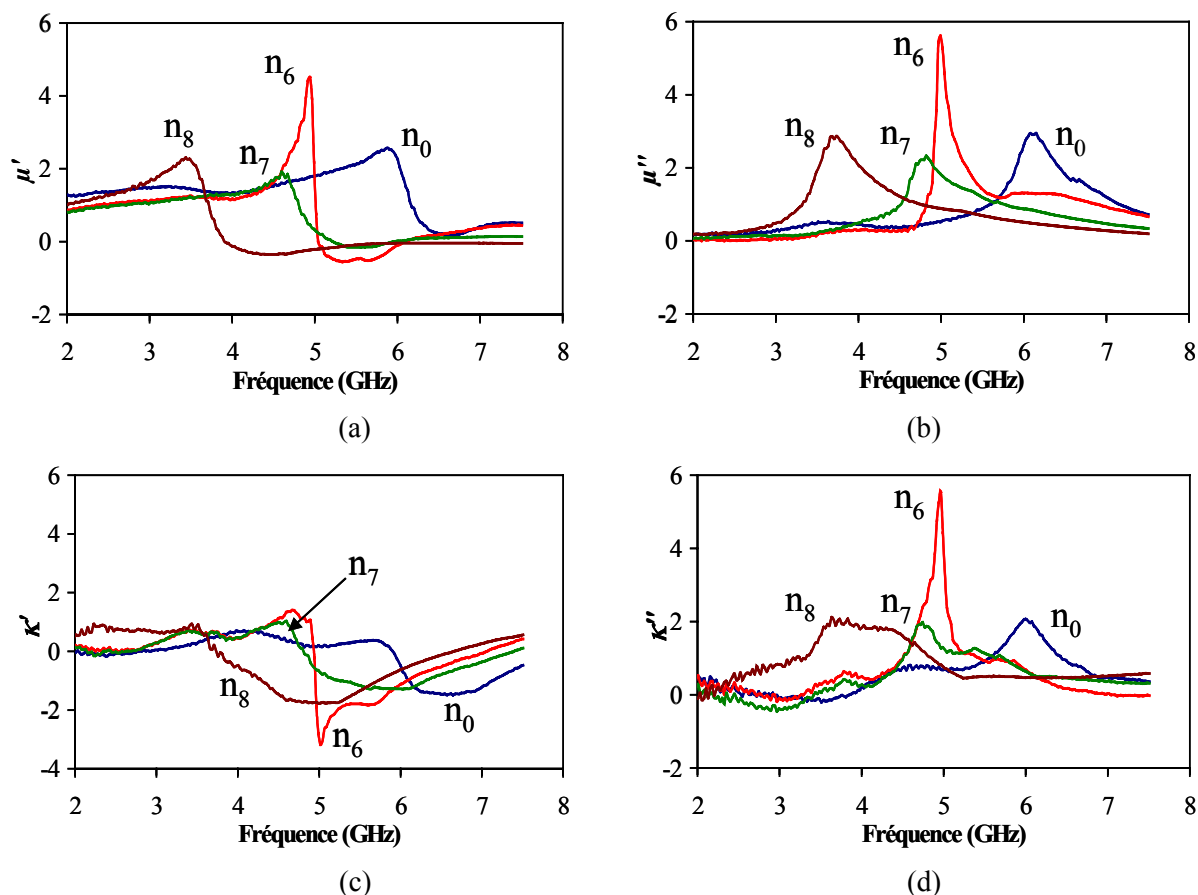 6
4
2
0
-2
μ'
n₈
n₇
n₆
n₀
2 3 4 5 6 7 8
Fréquence (GHz)
(a)
6
4
2
0
-2
μ''
n₈
n₇
n₆
n₀
2 3 4 5 6 7 8
Fréquence (GHz)
(b)
6
4
2
0
-2
-4
κ'
n₇
n₈
n₆
n₀
2 3 4 5 6 7 8
Fréquence (GHz)
(c)
6
4
2
0
-2
κ''
n₈
n₇
n₆
n₀
2 3 4 5 6 7 8
Fréquence (GHz)
(d)